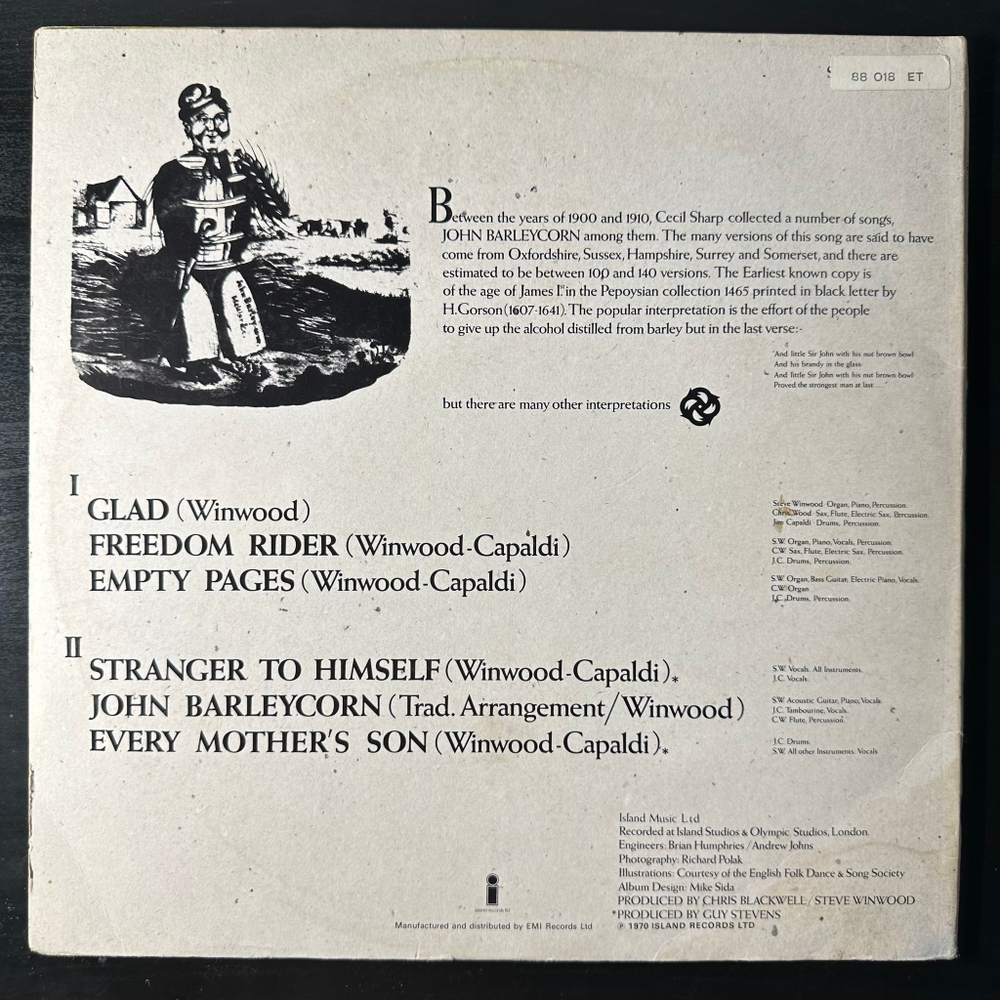 88 018 ET
Between the years of 1900 and 1910, Cecil Sharp collected a number of songs,
JOHN BARLEYCORN among them. The many versions of this song are said to have
come from Oxfordshire, Sussex, Hampshire, Surrey and Somerset, and there are
estimated to be between 100 and 140 versions. The Earliest known copy is
of the age of James I. in the Pepoysian collection 1465 printed in black letter by
H.Gorson (1607-1641). The popular interpretation is the effort of the people
to give up the alcohol distilled from barley but in the last verse:-
"And little Sir John with his nut brown bowl
And his brandy in the glass
And little Sir John with his nut brown bowl
Proved the strongest man at last......"
but there are many other interpretations
I
GLAD (Winwood)
Steve Winwood Organ, Piano, Percussion.
Chris Wood Sax, Flute, Electric Sax, Percussion.
Jim Capaldi Drums, Percussion.
FREEDOM RIDER (Winwood-Capaldi)
S.W. Organ, Piano, Vocals, Percussion.
C.W. Sax, Flute, Electric Sax, Percussion.
J.C. Drums, Percussion.
EMPTY PAGES (Winwood-Capaldi)
S.W. Organ, Bass Guitar, Electric Piano, Vocals.
C.W. Organ
J.C. Drums, Percussion.
II
STRANGER TO HIMSELF (Winwood-Capaldi).*
S.W. Vocals. All Instruments.
J.C. Vocals.
JOHN BARLEYCORN (Trad. Arrangement/Winwood)
S.W. Acoustic Guitar, Piano, Vocals.
J.C. Tambourine, Vocals.
C.W. Flute, Percussion.
EVERY MOTHER'S SON (Winwood-Capaldi).*
J.C. Drums.
S.W. All other Instruments. Vocals
Island Music Ltd
Recorded at Island Studios & Olympic Studios, London.
Engineers: Brian Humphries/Andrew Johns
Photography: Richard Polak
Illustrations: Courtesy of the English Folk Dance & Song Society
Album Design: Mike Sida
PRODUCED BY CHRIS BLACKWELL/STEVE WINWOOD
*PRODUCED BY GUY STEVENS
℗ 1970 ISLAND RECORDS LTD
island records ltd
Manufactured and distributed by EMI Records Ltd